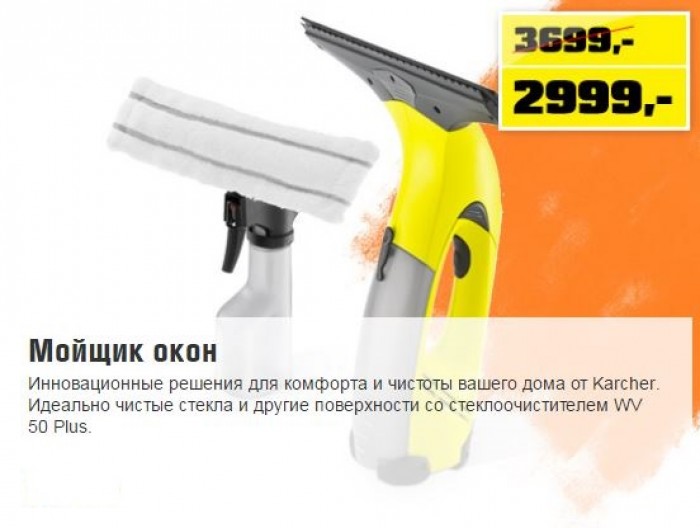 3699,-
2999,-
Мойщик окон
Инновационные решения для комфорта и чистоты вашего дома от Karcher.
Идеально чистые стекла и другие поверхности со стеклоочистителем WV
50 Plus.